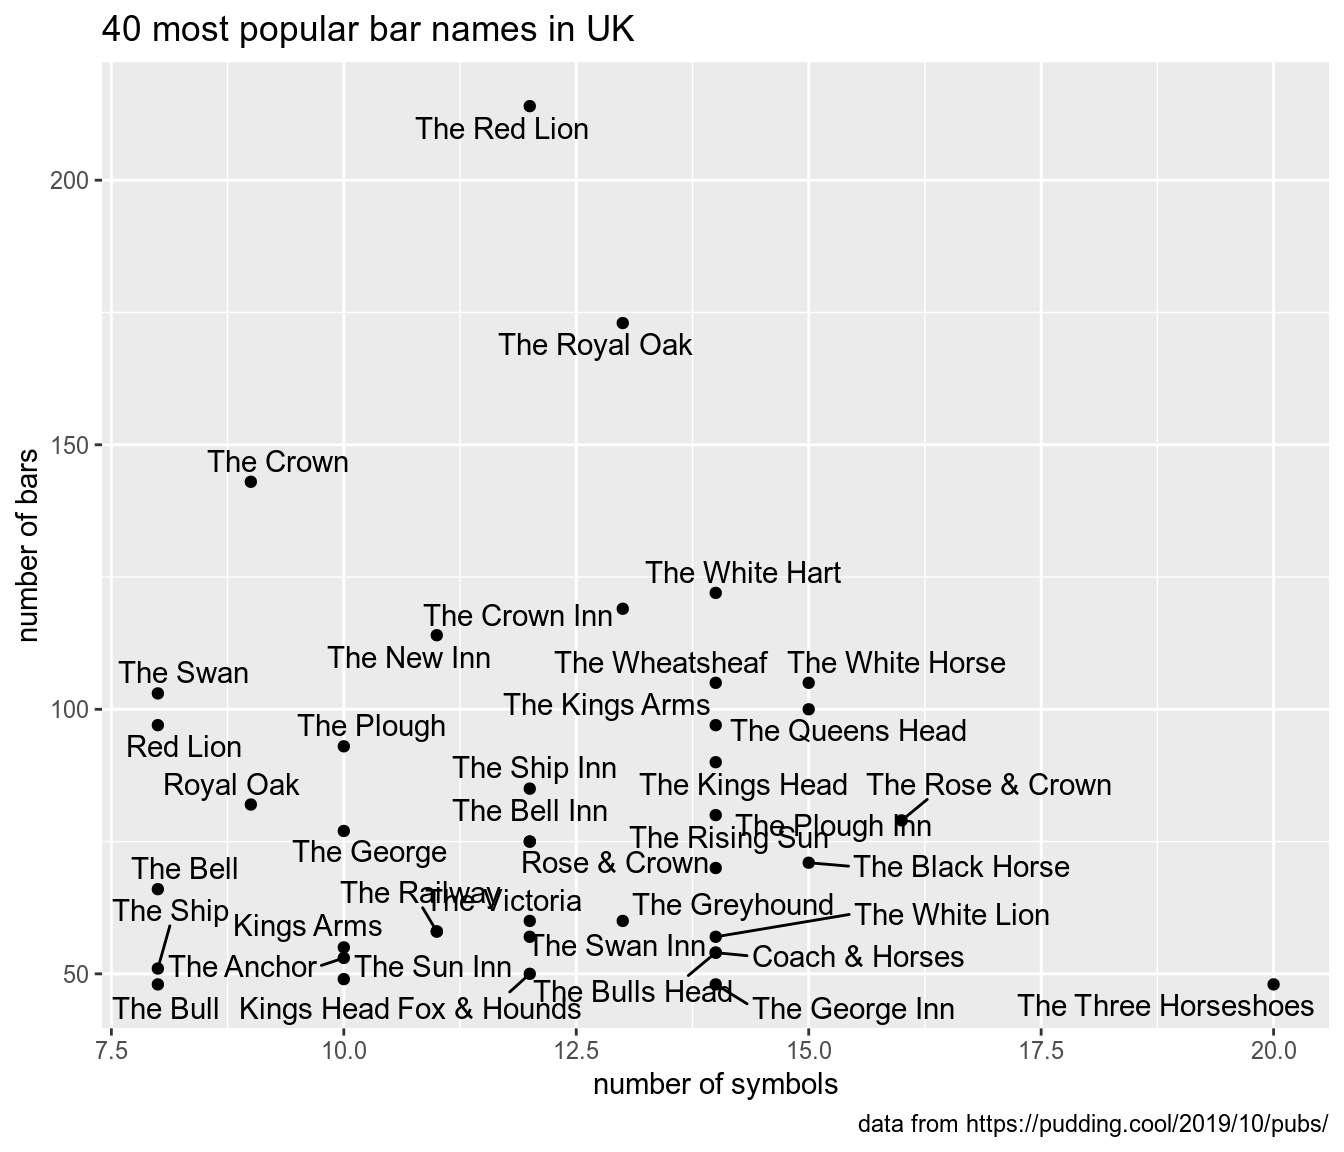 40 most popular bar names in UK
The Red Lion
200
The Royal Oak
150
The Crown
number of bars
The White Hart
The Crown Inn
The New Inn
The Wheatsheaf The White Horse
The Swan
The Kings Arms
100
The Plough
The Queens Head
Red Lion
The Ship Inn
Royal Oak
The Kings Head The Rose & Crown
The Bell Inn
The Plough Inn
The Rising Sun
The George
Rose & Crown
The Bell
The Black Horse
The Railway
The Victoria
The Greyhound
The Ship
The White Lion
Kings Arms
The Swan Inn
Coach & Horses
The Anchor The Sun Inn
50
The Bulls Head
The Three Horseshoes
The Bull Kings Head Fox & Hounds The George Inn
7.5 10.0 12.5 15.0 17.5 20.0
number of symbols
data from https://pudding.cool/2019/10/pubs/